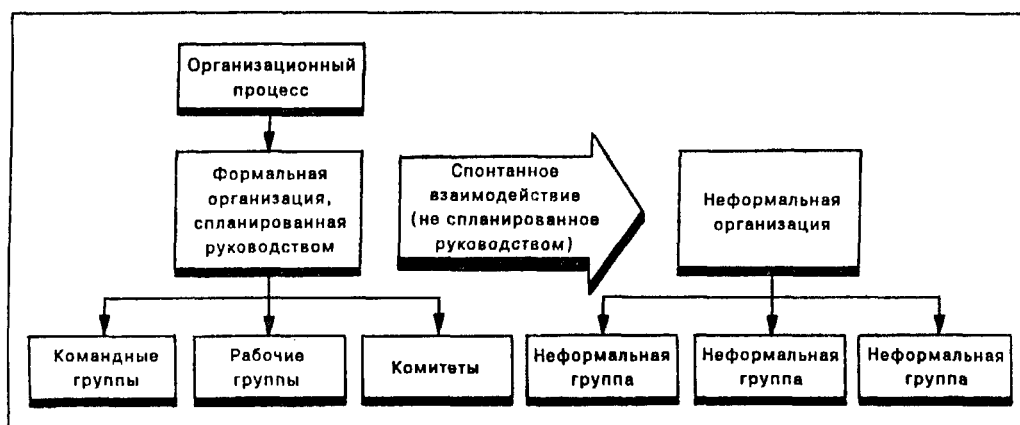 Организационный
процесс
Формальная
организация,
спланированная
руководством
Спонтанное
взаимодействие
(не спланированное
руководством)
Неформальная
организация
Командные
группы
Рабочие
группы
Комитеты
Неформальная
группа
Неформальная
группа
Неформальная
группа